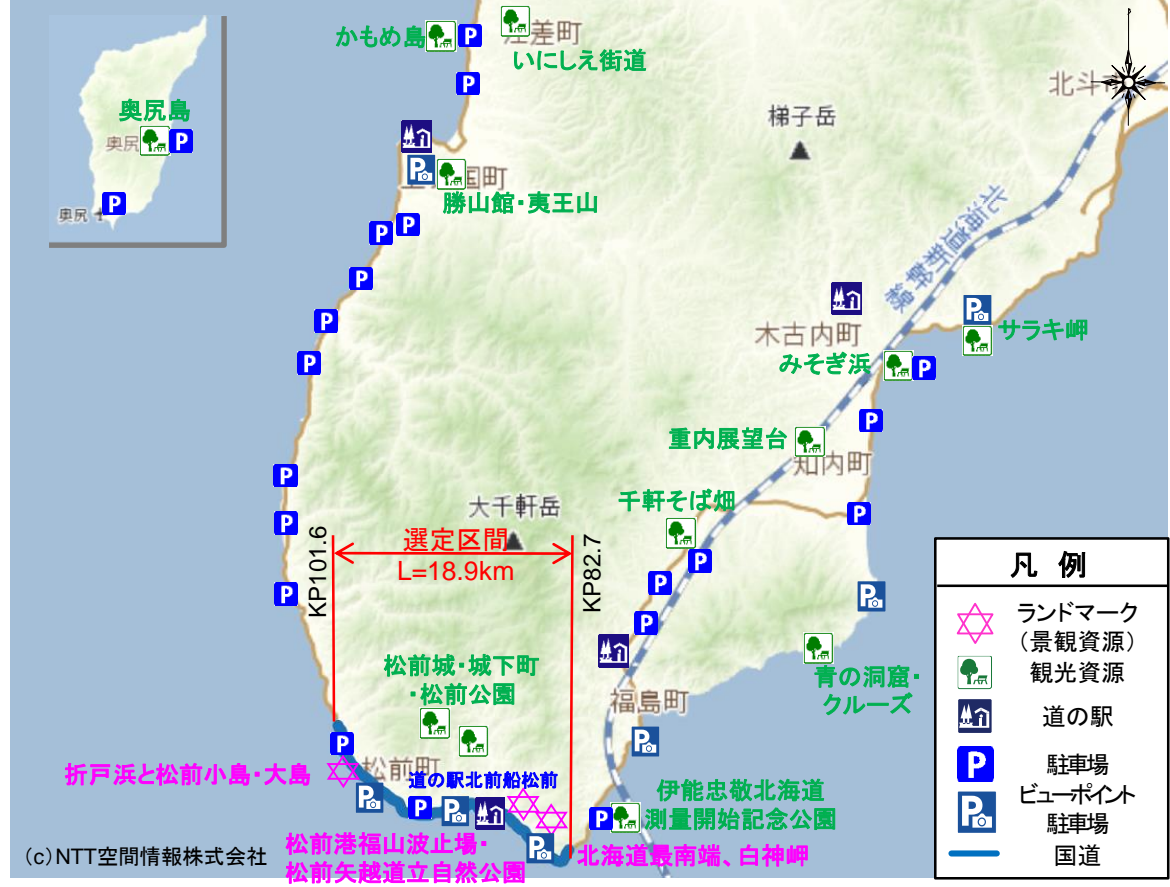 かもめ島
P
江差町
いにしえ街道
P
北斗市
奥尻島
奥尻
P
奥尻
P
梯子岳
P
国町
勝山館・夷王山
P
P
北海道新幹線
P
P
P
木古内町
P
サラキ岬
みそぎ浜
P
P
重内展望台
知内町
P
P
P
千軒そば畑
P
P
P
P
P
大千軒岳
KP101.6
選定区間
L=18.9km
KP82.7
松前城・城下町
・松前公園
福島町
青の洞窟・
クルーズ
P
P
折戸浜と松前小島・大島
松前町
道の駅北前船松前
P
P
P
P
P
伊能忠敬北海道
測量開始記念公園
松前港福山波止場・
松前矢越道立自然公園
北海道最南端、白神岬
(c)NTT空間情報株式会社
凡 例
ランドマーク
(景観資源)
観光資源
道の駅
P
駐車場
P
ビューポイント
駐車場
国道